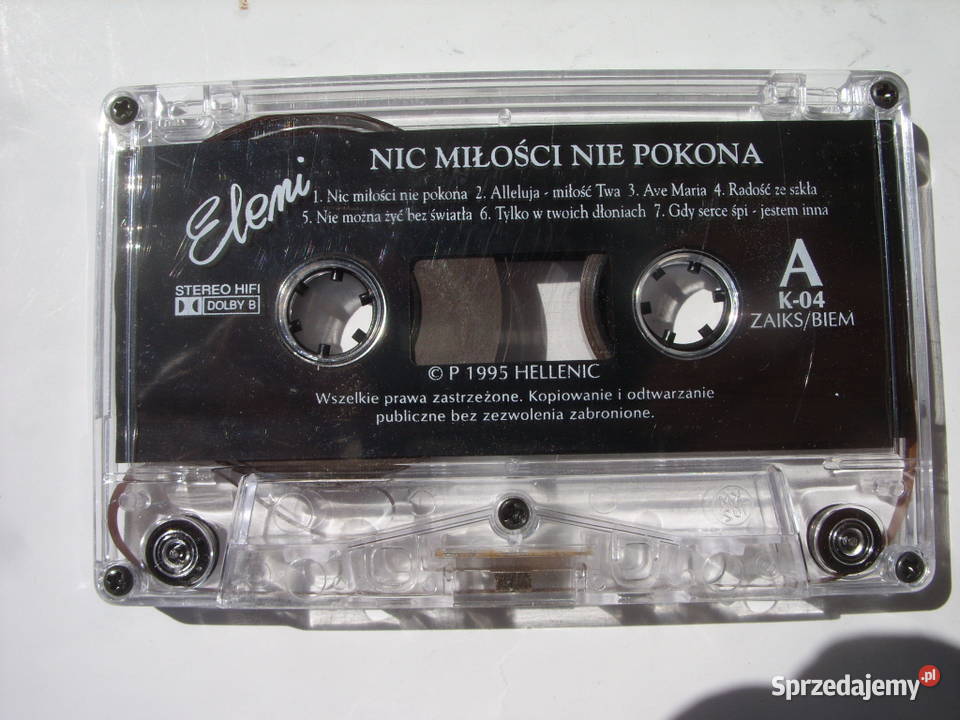 NIC MIŁOŚCI NIE POKONA
Eleni
1. Nic miłości nie pokona 2. Alleluja - miłość Twa 3. Ave Maria 4. Radość ze szkła
5. Nie można żyć bez światła 6. Tylko w twoich dłoniach 7. Gdy serce śpi - jestem inna
STEREO HIFI
DOLBY B
A
K-04
ZAIKS/BIEM
© P 1995 HELLENIC
Wszelkie prawa zastrzeżone. Kopiowanie i odtwarzanie
publiczne bez zezwolenia zabronione.
Sprzedajemy.pl